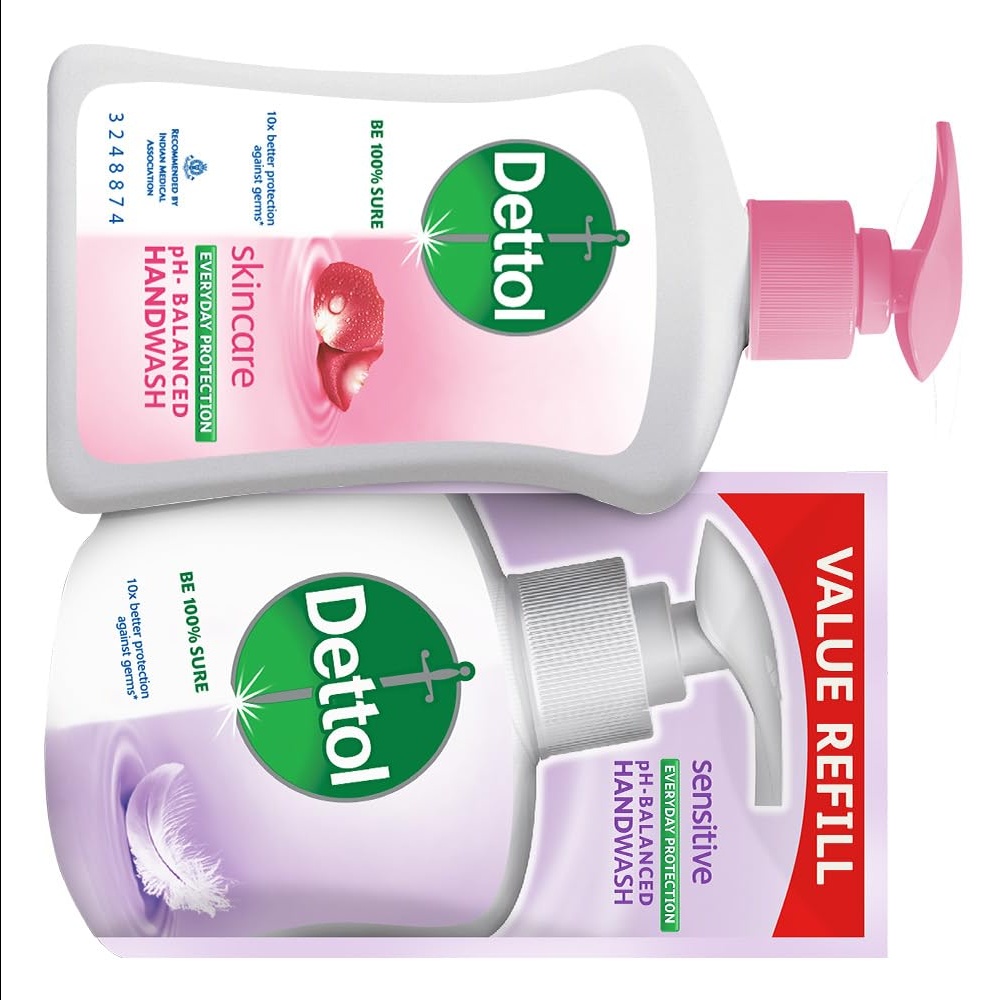 Dettol
BE 100% SURE
10x better protection
against germs*
skincare
EVERYDAY PROTECTION
pH- BALANCED
HANDWASH
RECOMMENDED BY
INDIAN MEDICAL
ASSOCIATION
3248874
VALUE REFILL
sensitive
EVERYDAY PROTECTION
pH-BALANCED
HANDWASH
Dettol
BE 100% SURE
10x better protection
against germs*